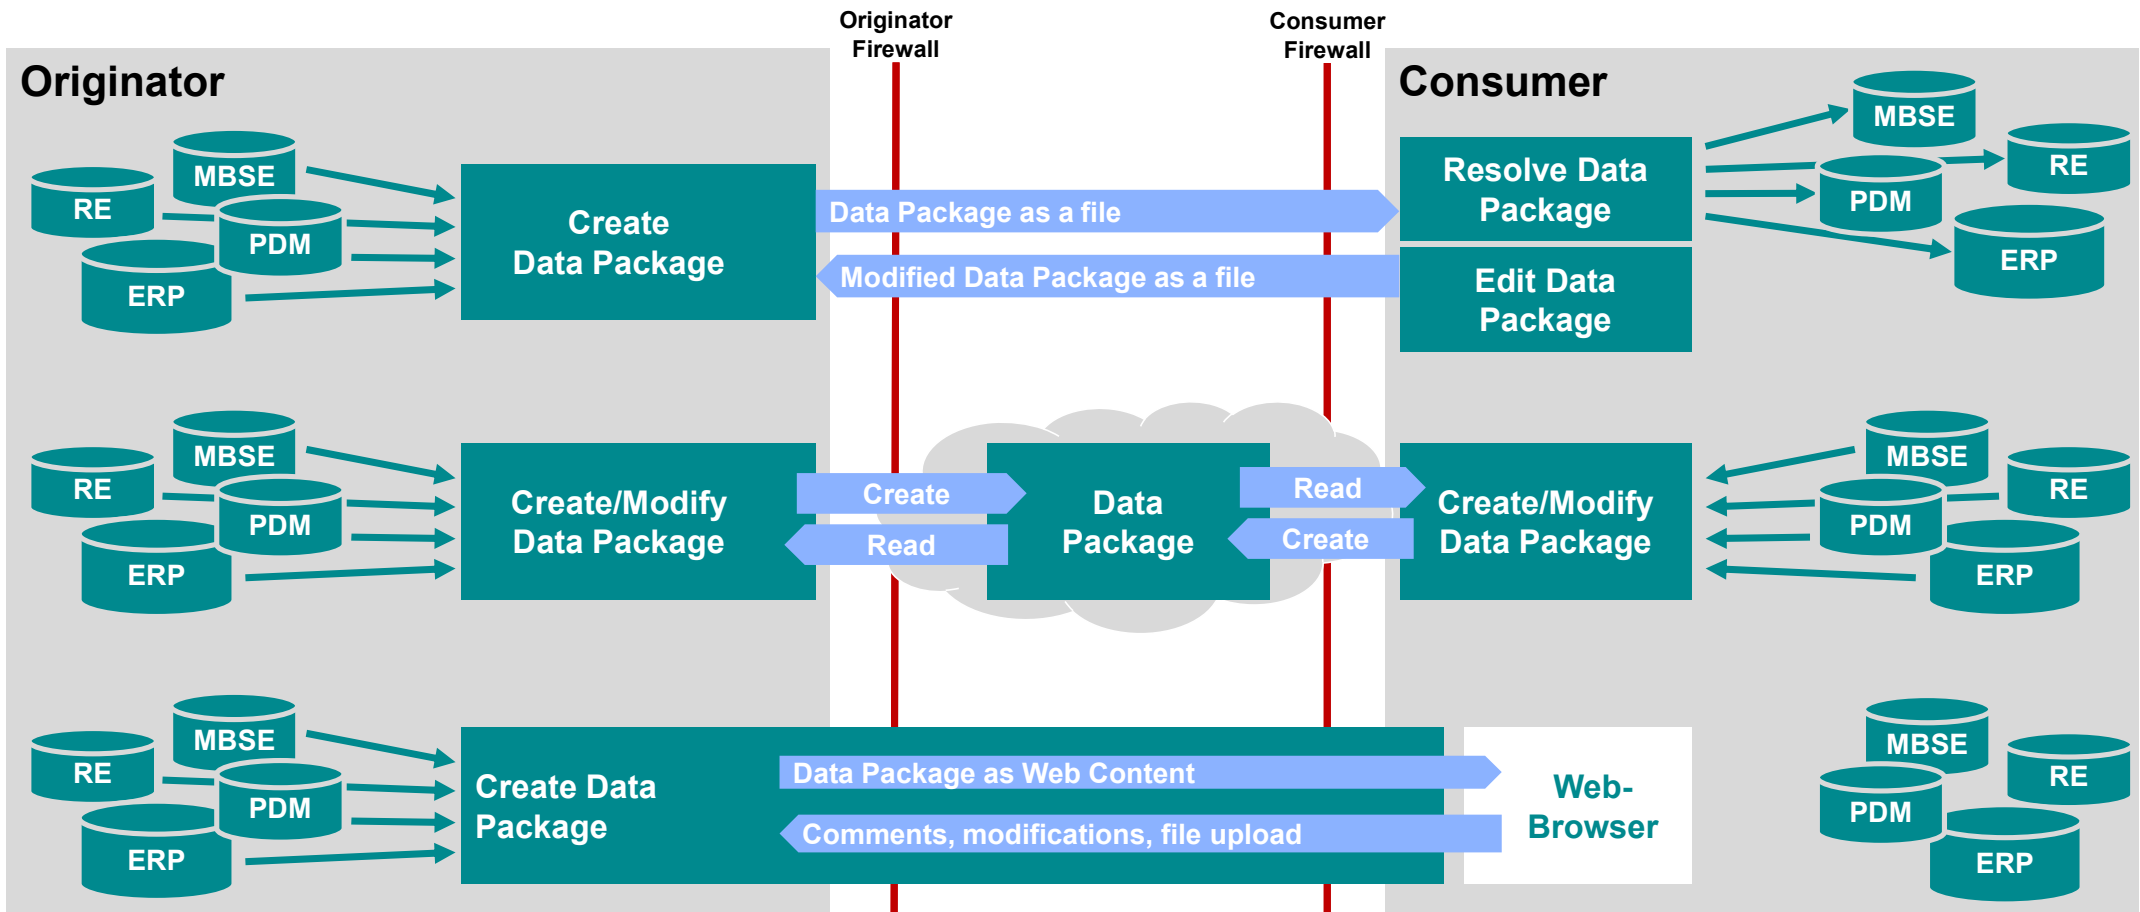 Originator
Firewall
Consumer
Firewall
Originator
Consumer
MBSE
RE
PDM
ERP
Create
Data Package
Data Package as a file
Modified Data Package as a file
Resolve Data
Package
Edit Data
Package
MBSE
RE
PDM
ERP
MBSE
RE
PDM
ERP
Create/Modify
Data Package
Create
Read
Data
Package
Read
Create
Create/Modify
Data Package
MBSE
RE
PDM
ERP
MBSE
RE
PDM
ERP
Create Data
Package
Data Package as Web Content
Comments, modifications, file upload
Web-
Browser
MBSE
RE
PDM
ERP